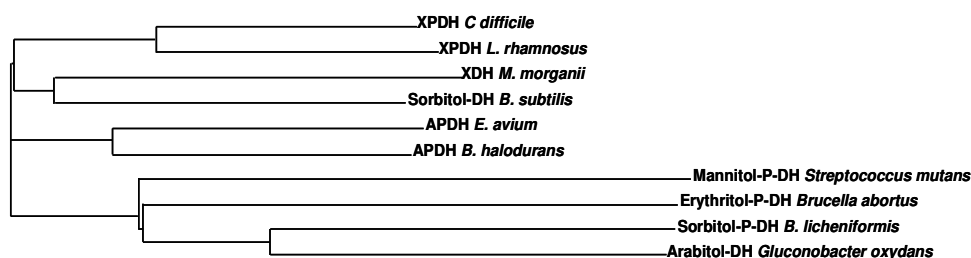 XPDH C difficile
XPDH L. rhamnosus
XDH M. morganii
Sorbitol-DH B. subtilis
APDH E. avium
APDH B. halodurans
Mannitol-P-DH Streptococcus mutans
Erythritol-P-DH Brucella abortus
Sorbitol-P-DH B. licheniformis
Arabitol-DH Gluconobacter oxydans